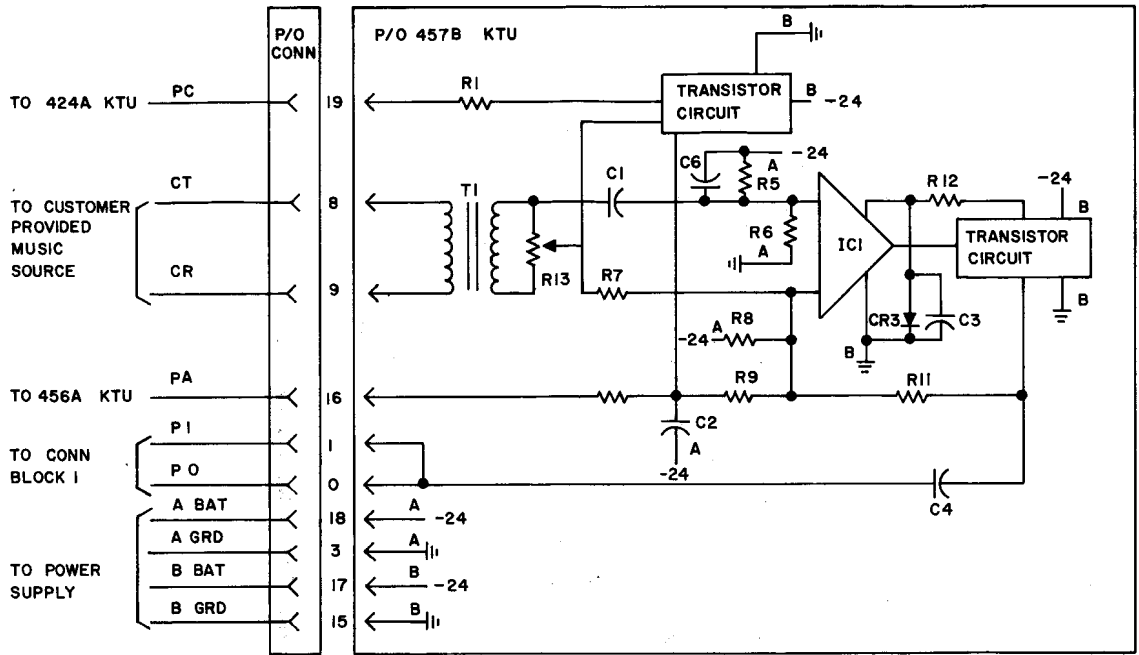 P/O
CONN
P/O 457B KTU
B
R1
TRANSISTOR
CIRCUIT
B
-24
TO 424A KTU
PC
19
CT
8
TO CUSTOMER
PROVIDED
MUSIC
SOURCE
CR
9
T1
R13
C1
C6
-24
A
R5
R6
A
IC1
R12
-24
B
TRANSISTOR
CIRCUIT
B
R7
R8
A
-24
CR3
C3
B
TO 456A KTU
PA
16
R9
R11
C2
A
-24
TO CONN
BLOCK 1
P1
1
P O
0
C4
TO POWER
SUPPLY
A BAT
18
A
-24
A GRD
3
A
B BAT
17
B
-24
B GRD
15
B